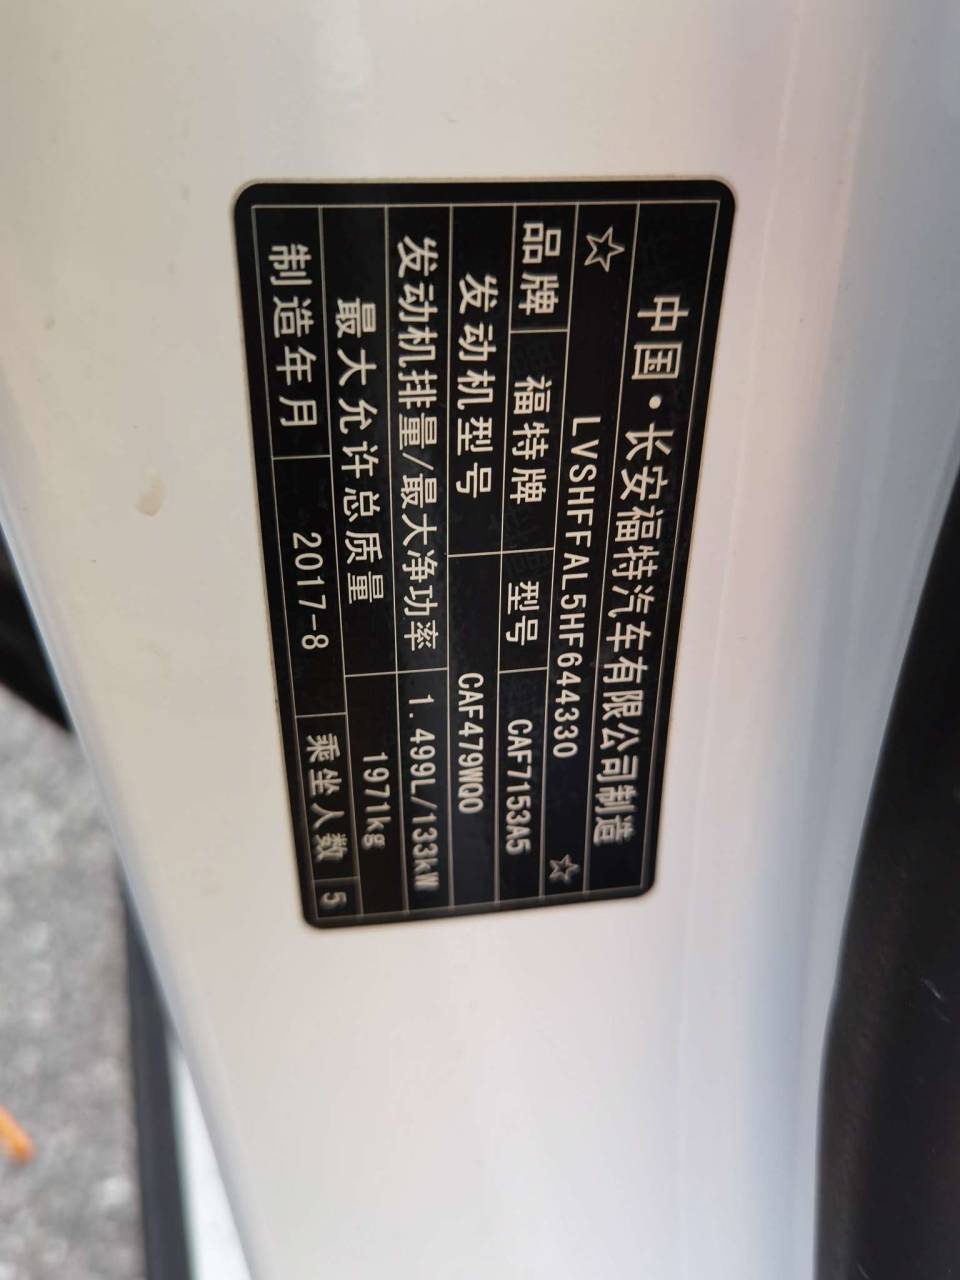 中国·长安福特汽车有限公司制造
☆ LVSHFFAL5HF644330 ☆
品牌 福特牌 型号 CAF7153A5
发动机型号 CAF479WQ0
发动机排量/最大净功率 1.499L/133kW
最大允许总质量 1971kg
制造年月 2017-8 乘坐人数 5